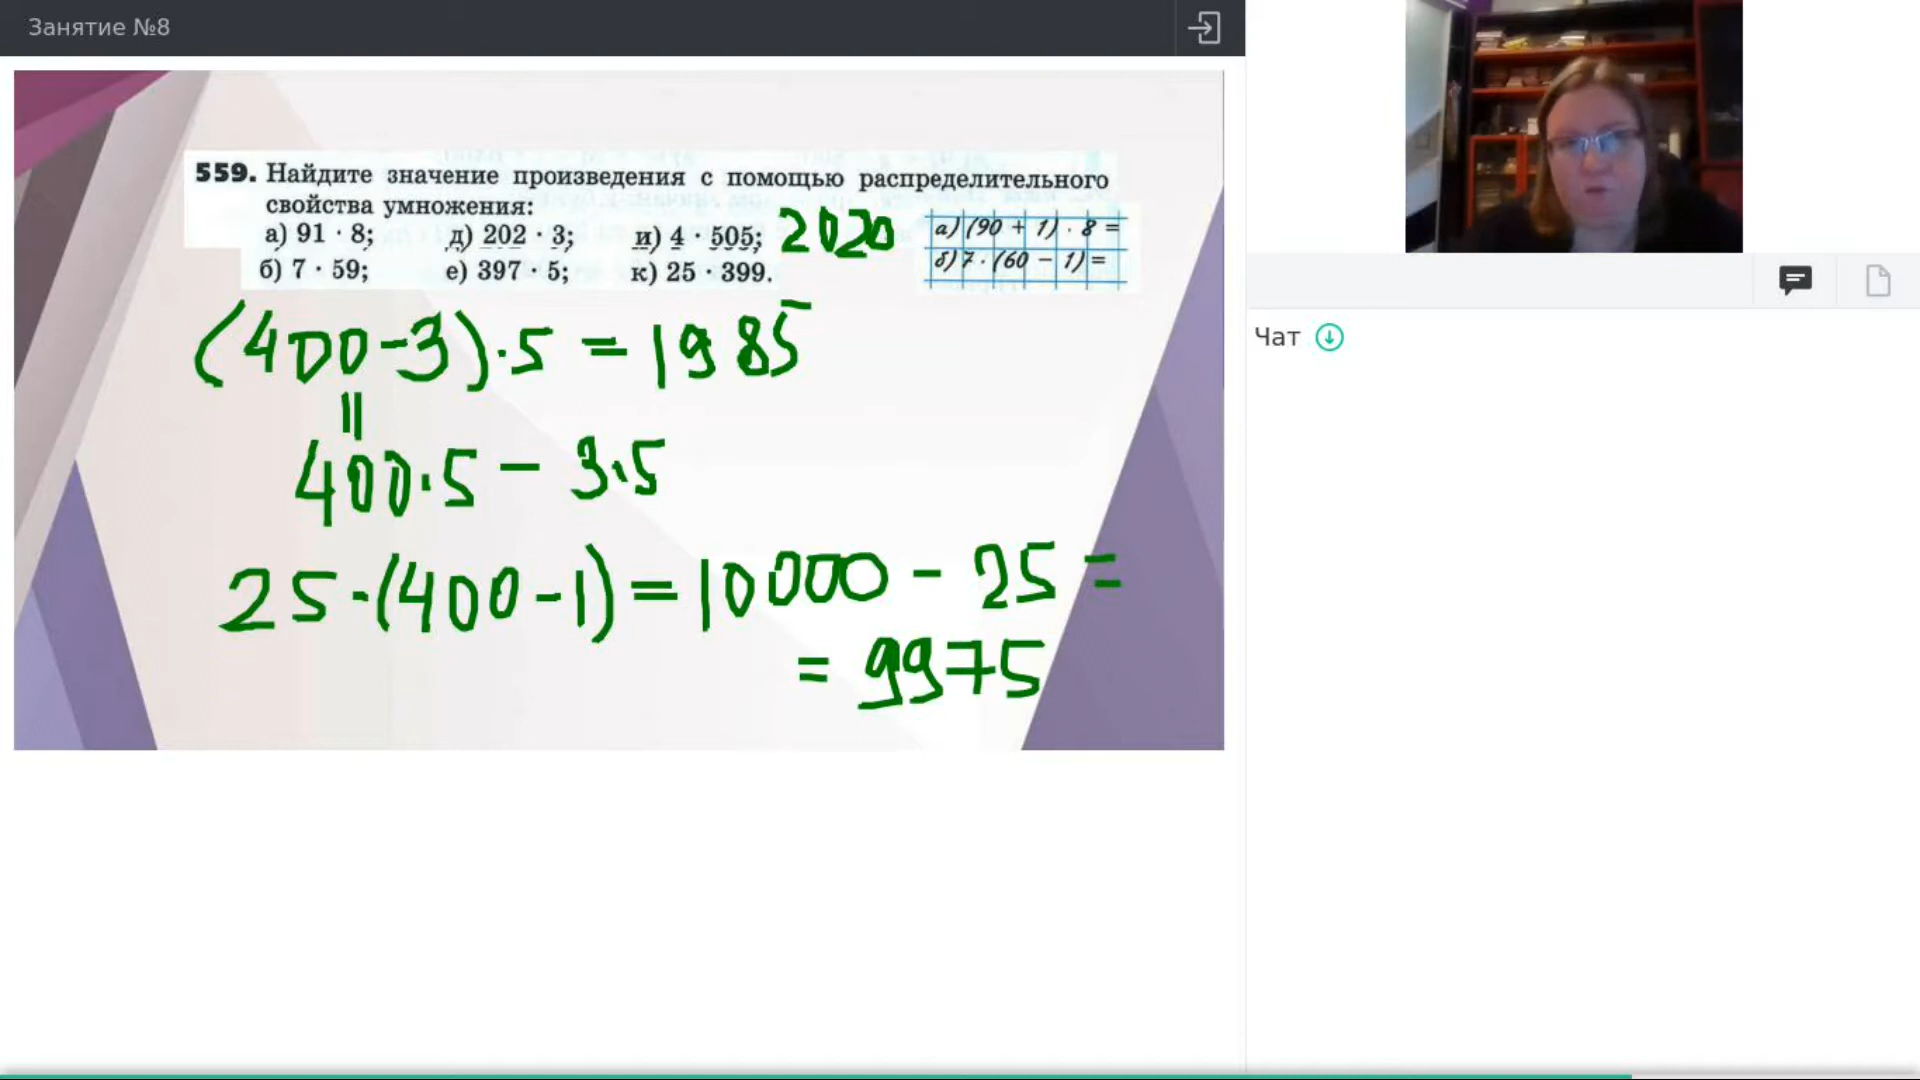 Занятие №8
559. Найдите значение произведения с помощью распределительного
свойства умножения:
а) 91 · 8; д) 202 · 3; и) 4 · 505; 2020
б) 7 · 59; е) 397 · 5; к) 25 · 399.
а) (90 + 1) · 8 =
б) 7 · (60 − 1) =
(400-3)·5 = 1985
=
400·5 - 3·5
25·(400-1) = 10000 - 25 =
= 9975
Чат